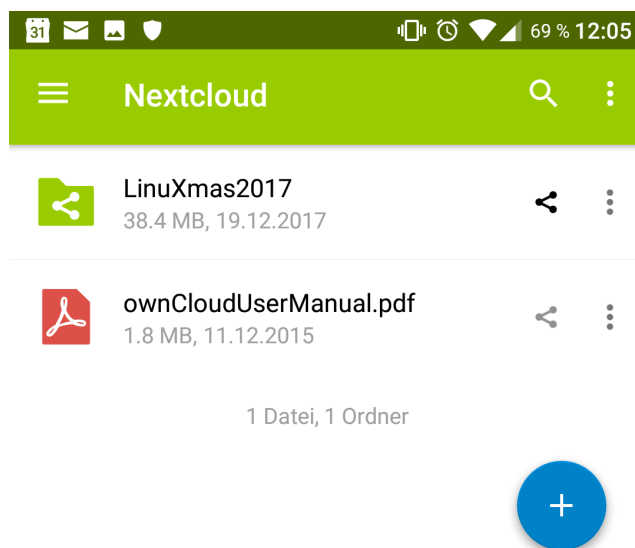 31 69 % 12:05
Nextcloud
LinuXmas2017
38.4 MB, 19.12.2017
ownCloudUserManual.pdf
1.8 MB, 11.12.2015
1 Datei, 1 Ordner